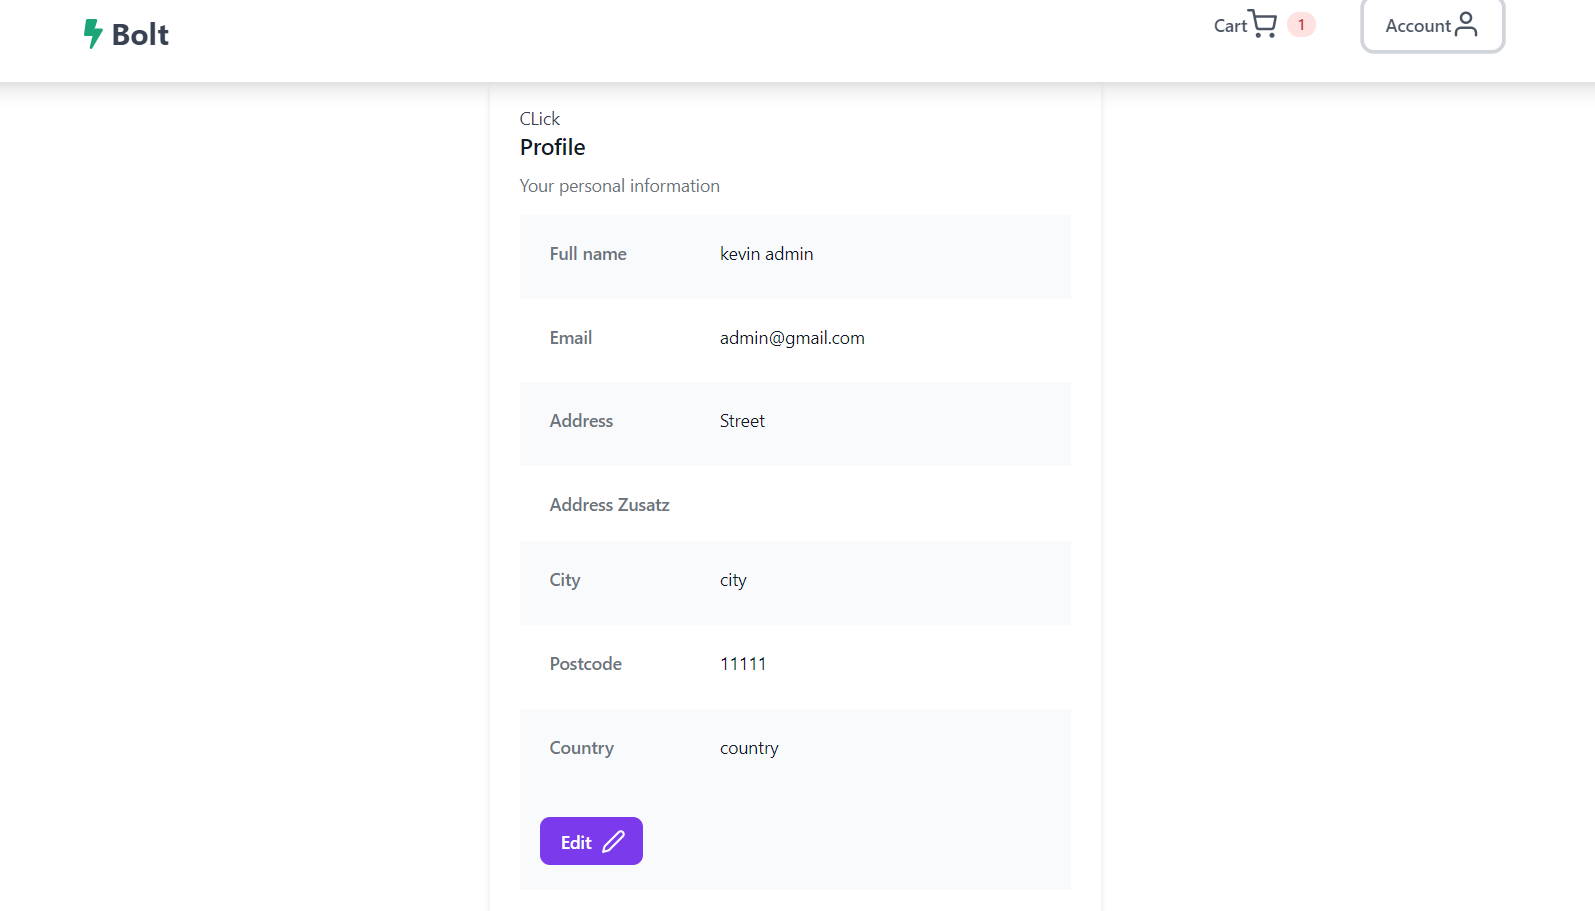 Bolt
Cart 1
Account
CLick
Profile
Your personal information
Full name kevin admin
Email admin@gmail.com
Address Street
Address Zusatz
City city
Postcode 11111
Country country
Edit